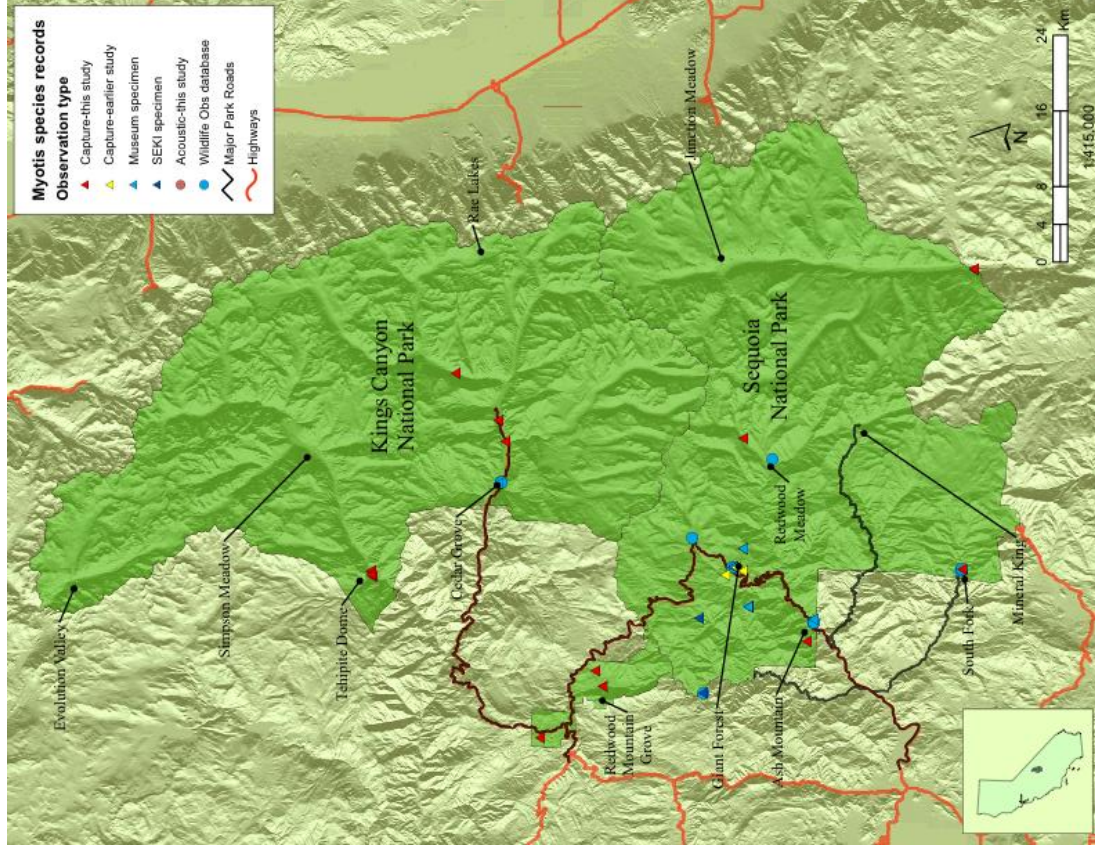 Myotis species records
Observation type
Capture-this study
Capture-earlier study
Museum specimen
SEKI specimen
Acoustic-this study
Wildlife Obs database
Major Park Roads
Highways
Evolution Valley
Simpson Meadow
Tehipite Dome
Cedar Grove
Rae Lakes
Kings Canyon
National Park
Redwood
Mountain
Grove
Giant Forest
Ash Mountain
Redwood
Meadow
Sequoia
National Park
Junction Meadow
South Fork
Mineral King
N
0 4 8 16 24
Km
1:415,000